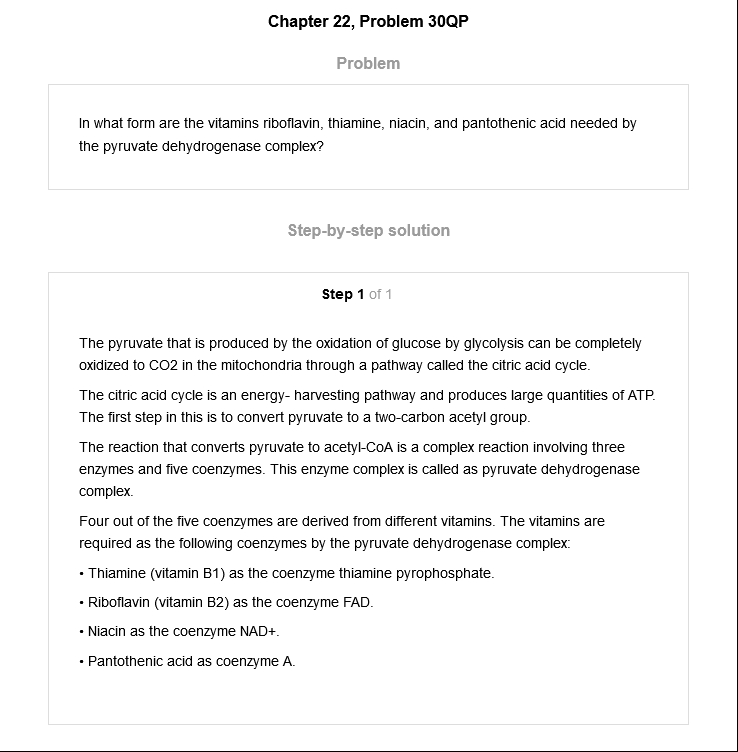 Chapter 22, Problem 30QP
Problem
In what form are the vitamins riboflavin, thiamine, niacin, and pantothenic acid needed by
the pyruvate dehydrogenase complex?
Step-by-step solution
Step 1 of 1
The pyruvate that is produced by the oxidation of glucose by glycolysis can be completely
oxidized to CO2 in the mitochondria through a pathway called the citric acid cycle.
The citric acid cycle is an energy- harvesting pathway and produces large quantities of ATP.
The first step in this is to convert pyruvate to a two-carbon acetyl group.
The reaction that converts pyruvate to acetyl-CoA is a complex reaction involving three
enzymes and five coenzymes. This enzyme complex is called as pyruvate dehydrogenase
complex.
Four out of the five coenzymes are derived from different vitamins. The vitamins are
required as the following coenzymes by the pyruvate dehydrogenase complex:
• Thiamine (vitamin B1) as the coenzyme thiamine pyrophosphate.
• Riboflavin (vitamin B2) as the coenzyme FAD.
• Niacin as the coenzyme NAD+.
• Pantothenic acid as coenzyme A.